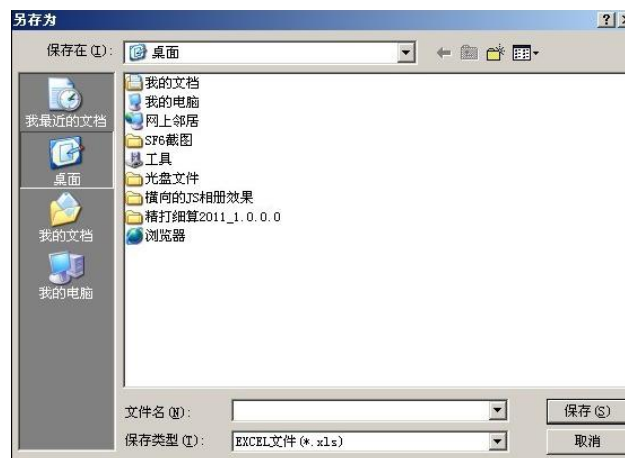 另存为
保存在(I):
桌面
我最近的文档
桌面
我的文档
我的电脑
我的文档
我的电脑
网上邻居
SF6截图
工具
光盘文件
横向的JS相册效果
精打细算2011_1.0.0.0
浏览器
文件名(N):
保存(S)
保存类型(T):
EXCEL文件(*.xls)
取消